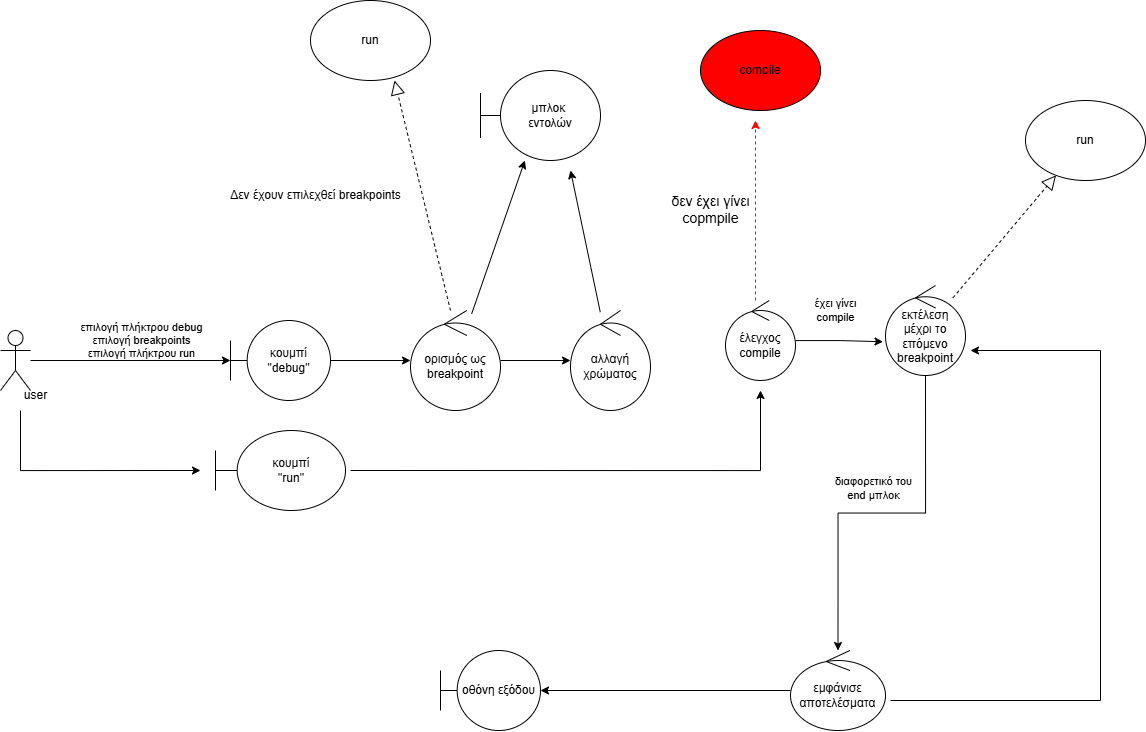 run
compile
μπλοκ
εντολών
run
Δεν έχουν επιλεχθεί breakpoints
δεν έχει γίνει
copmpile
έχει γίνει
compile
εκτέλεση
μέχρι το
επόμενο
breakpoint
επιλογή πλήκτρου debug
επιλογή breakpoints
επιλογή πλήκτρου run
κουμπί
"debug"
ορισμός ως
breakpoint
αλλαγή
χρώματος
έλεγχος
compile
user
κουμπί
"run"
διαφορετικό του
end μπλοκ
οθόνη εξόδου
εμφάνισε
αποτελέσματα